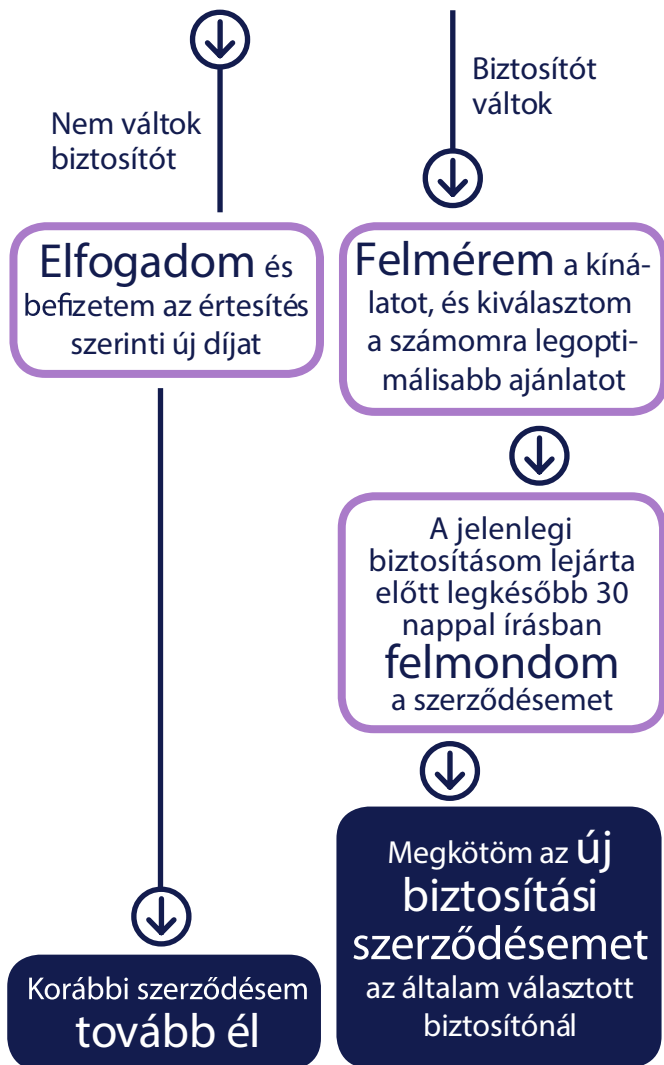 Nem váltok
biztosítót
Elfogadom és
befizetem az értesítés
szerinti új díjat
Korábbi szerződésem
tovább él
Biztosítót
váltok
Felmérem a kíná-
latot, és kiválasztom
a számomra legopti-
málisabb ajánlatot
A jelenlegi
biztosításom lejárta
előtt legkésőbb 30
nappal írásban
felmondom
a szerződésemet
Megkötöm az új
biztosítási
szerződésemet
az általam választott
biztosítónál